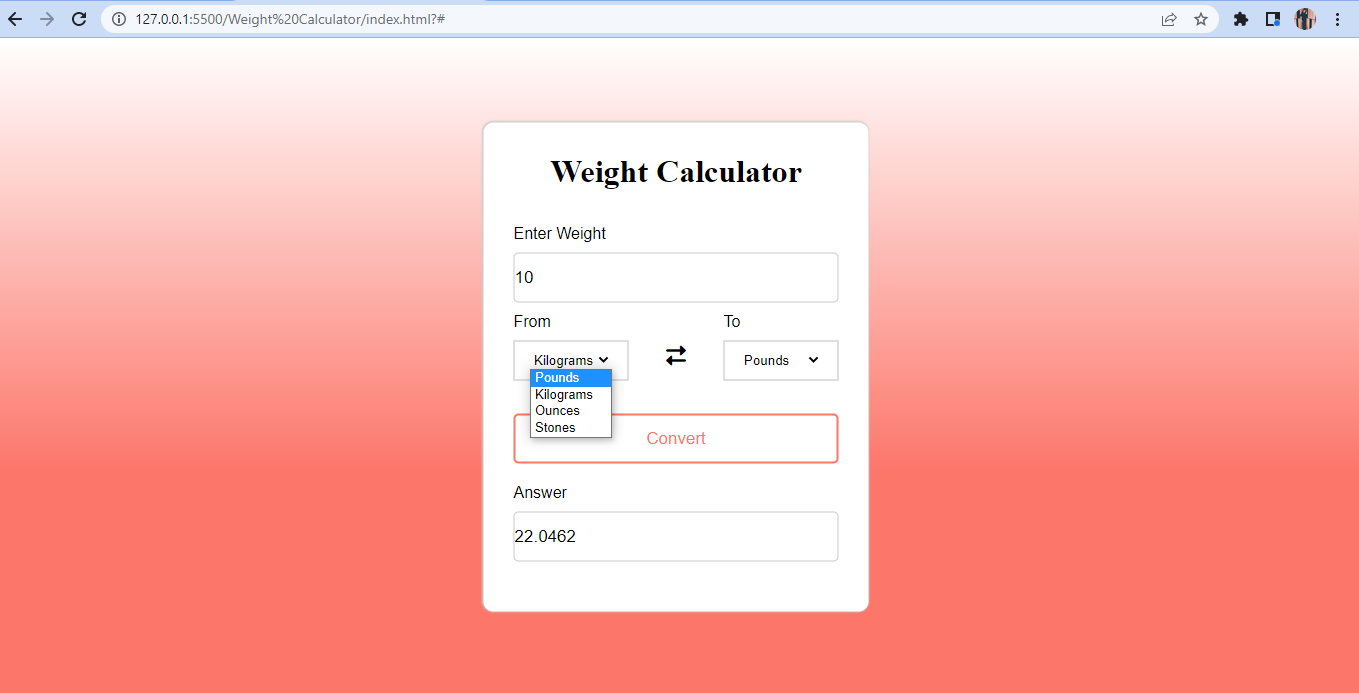 127.0.0.1:5500/Weight%20Calculator/index.html?#
Weight Calculator
Enter Weight
10
From To
Kilograms Pounds
Pounds
Kilograms
Ounces
Stones
Convert
Answer
22.0462